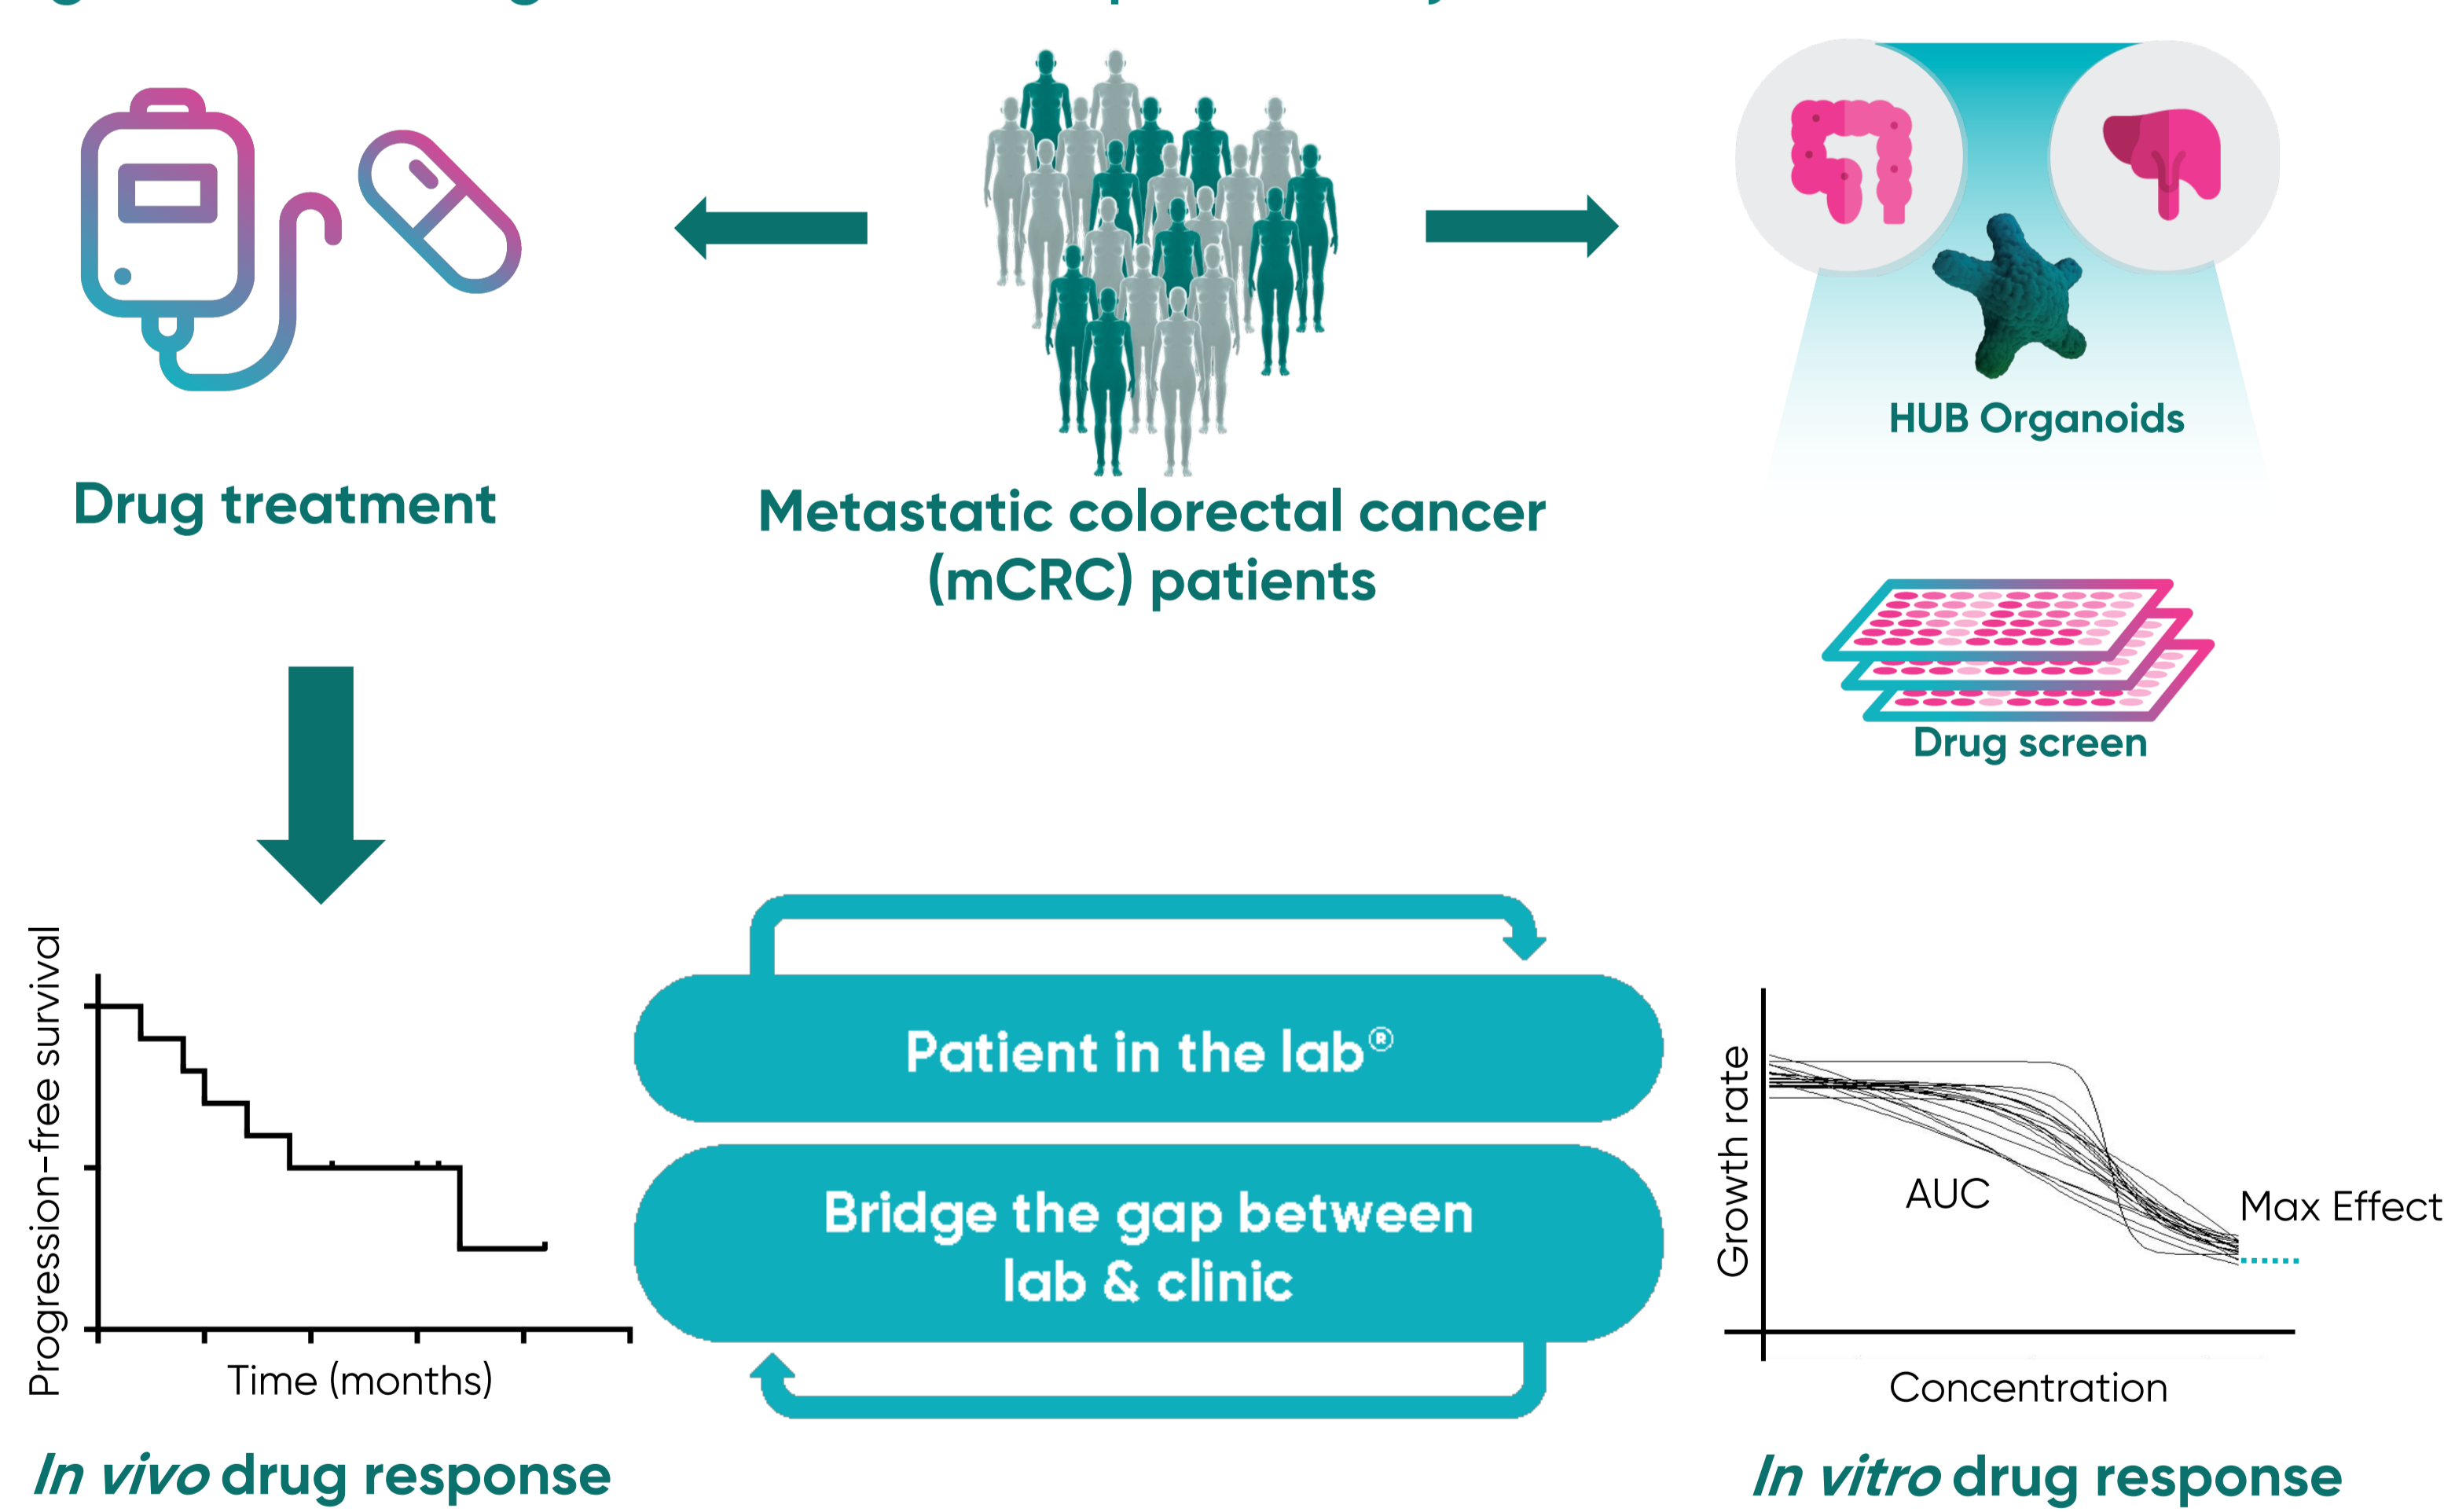 HUB Organoids
Drug treatment
Metastatic colorectal cancer
(mCRC) patients
Drug screen
Progression-free survival
Time (months)
In vivo drug response
Patient in the lab®
Bridge the gap between
lab & clinic
Growth rate
AUC
Max Effect
Concentration
In vitro drug response